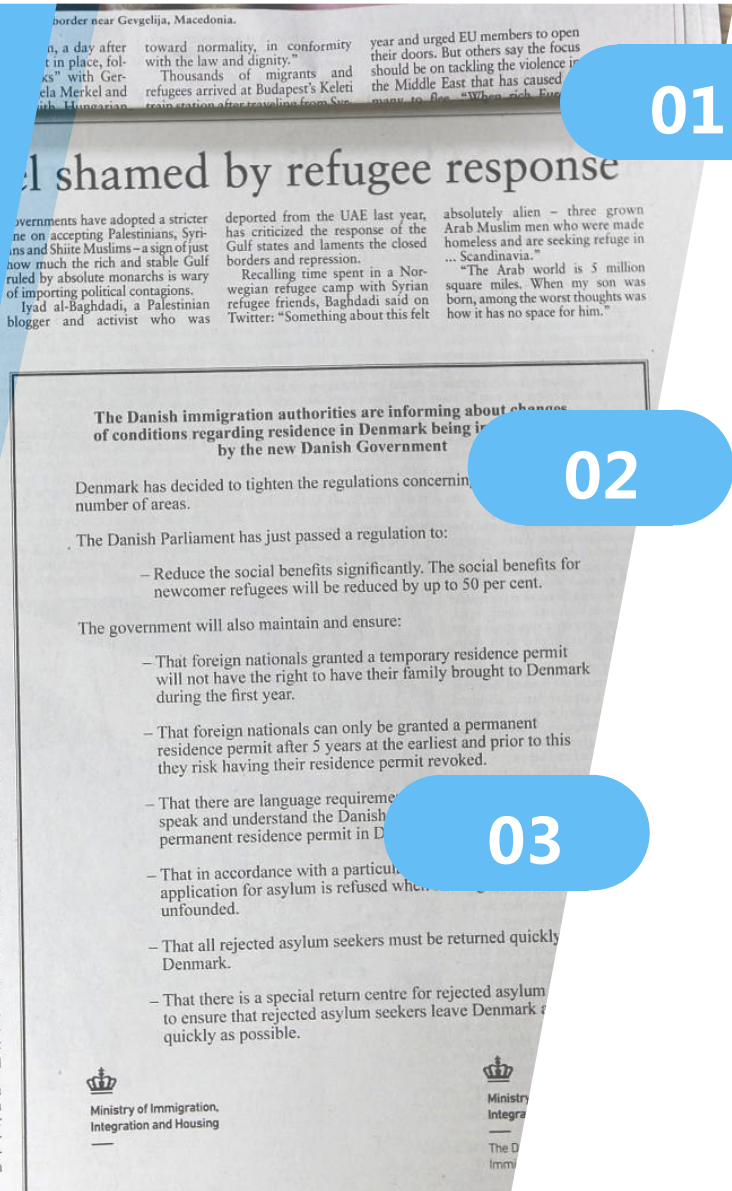 border near Gevgelija, Macedonia.
a day after
in place, fol-
with Ger-
Merkel and
Hungarian
toward normality, in conformity
with the law and dignity.”
Thousands of migrants and
refugees arrived at Budapest's Keleti
train station after traveling from
year and urged EU members to open
their doors. But others say the focus
should be on tackling the violence
the Middle East that has caused
many to flee. “When rich
01
shamed by refugee response
governments have adopted a stricter
on accepting Palestinians, Syri-
ans and Shiite Muslims – a sign of just
how much the rich and stable Gulf
ruled by absolute monarchs is wary
of importing political contagions.
Iyad al-Baghdadi, a Palestinian
blogger and activist who was
deported from the UAE last year,
has criticized the response of the
Gulf states and laments the closed
borders and repression.
Recalling time spent in a Nor-
wegian refugee camp with Syrian
refugee friends, Baghdadi said on
Twitter: “Something about this felt
absolutely alien – three grown
Arab Muslim men who were made
homeless and are seeking refuge in
... Scandinavia.”
“The Arab world is 5 million
square miles. When my son was
born, among the worst thoughts was
how it has no space for him.”
The Danish immigration authorities are informing about changes
of conditions regarding residence in Denmark being
by the new Danish Government
02
Denmark has decided to tighten the regulations concerning
number of areas.
The Danish Parliament has just passed a regulation to:
– Reduce the social benefits significantly. The social benefits for
newcomer refugees will be reduced by up to 50 per cent.
The government will also maintain and ensure:
– That foreign nationals granted a temporary residence permit
will not have the right to have their family brought to Denmark
during the first year.
– That foreign nationals can only be granted a permanent
residence permit after 5 years at the earliest and prior to this
they risk having their residence permit revoked.
– That there are language
speak and understand the Danish
permanent residence permit in
03
– That in accordance with a
application for asylum is refused
unfounded.
– That all rejected asylum seekers must be returned quickly
Denmark.
– That there is a special return centre for rejected asylum
to ensure that rejected asylum seekers leave Denmark
quickly as possible.
Ministry of Immigration,
Integration and Housing
Ministry
The